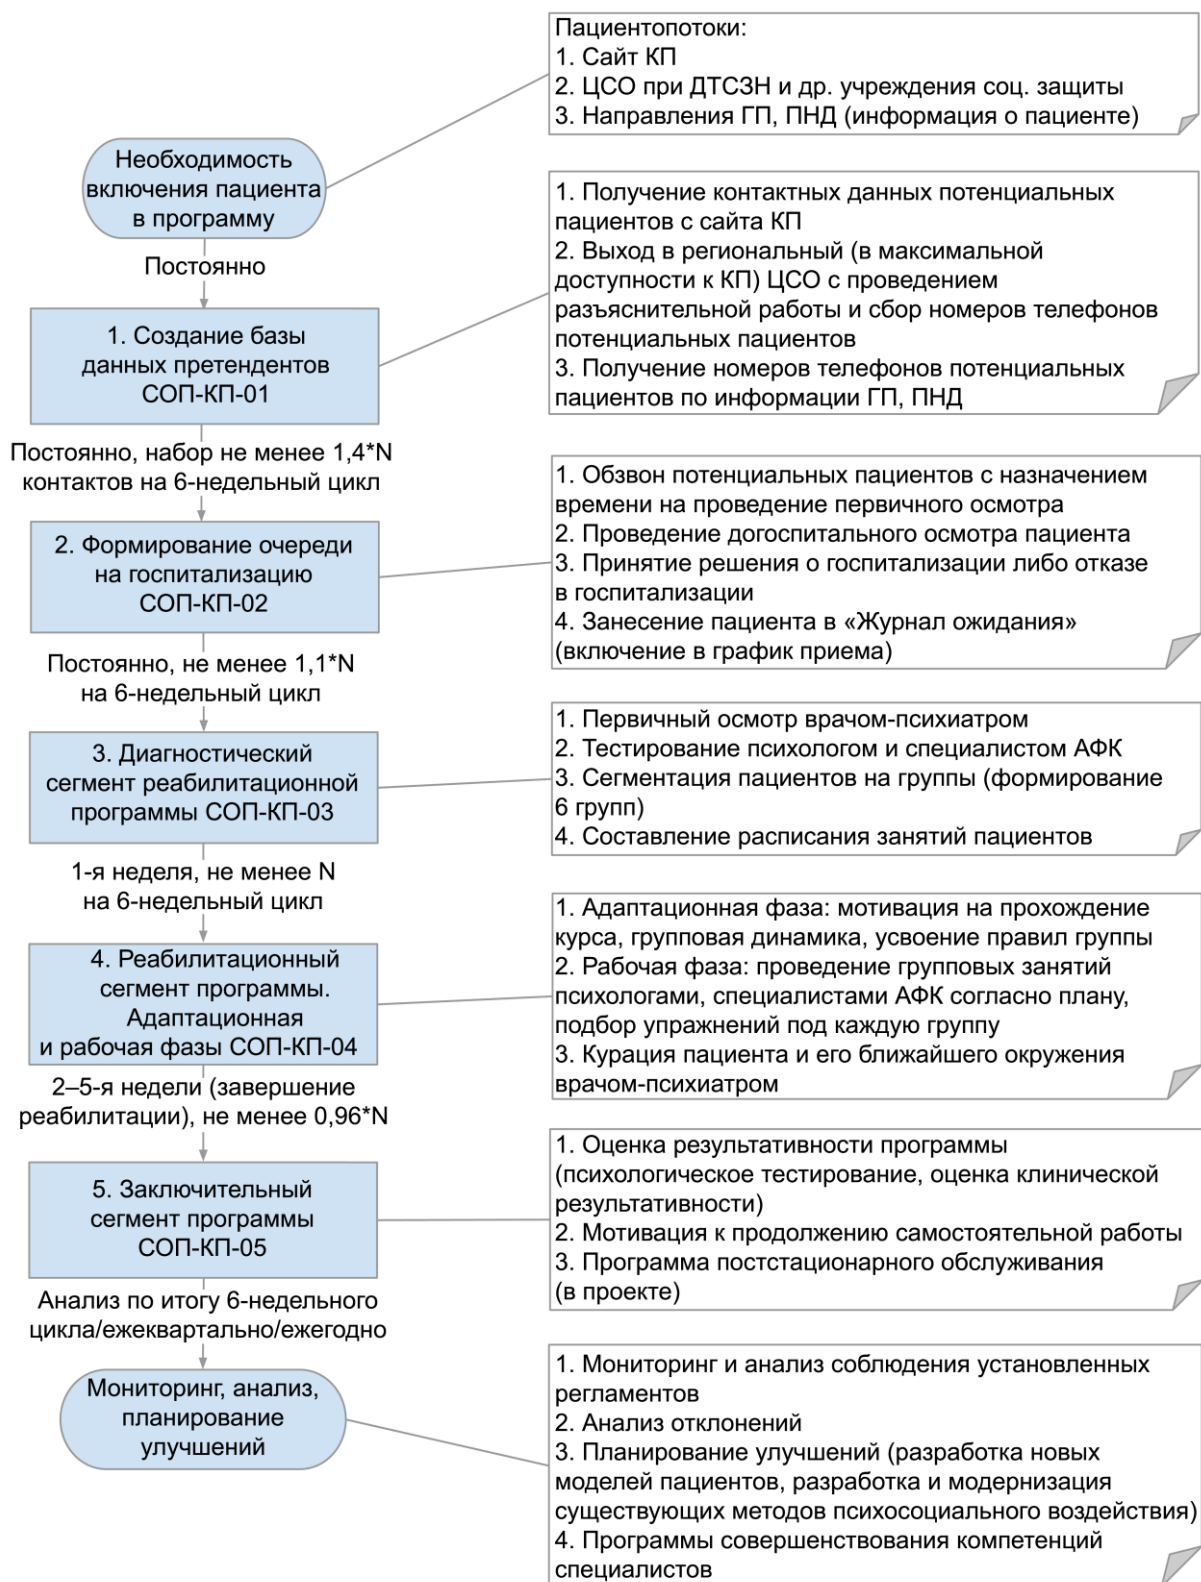 Пациентопотоки:
1. Сайт КП
2. ЦСО при ДТСЗН и др. учреждения соц. защиты
3. Направления ГП, ПНД (информация о пациенте)
Необходимость
включения пациента
в программу
Постоянно
1. Получение контактных данных потенциальных
пациентов с сайта КП
2. Выход в региональный (в максимальной
доступности к КП) ЦСО с проведением
разъяснительной работы и сбор номеров телефонов
потенциальных пациентов
3. Получение номеров телефонов потенциальных
пациентов по информации ГП, ПНД
1. Создание базы
данных претендентов
СОП-КП-01
Постоянно, набор не менее 1,4*N
контактов на 6-недельный цикл
1. Обзвон потенциальных пациентов с назначением
времени на проведение первичного осмотра
2. Проведение догоспитального осмотра пациента
3. Принятие решения о госпитализации либо отказе
в госпитализации
4. Занесение пациента в «Журнал ожидания»
(включение в график приема)
2. Формирование очереди
на госпитализацию
СОП-КП-02
Постоянно, не менее 1,1*N
на 6-недельный цикл
1. Первичный осмотр врачом-психиатром
2. Тестирование психологом и специалистом АФК
3. Сегментация пациентов на группы (формирование
6 групп)
4. Составление расписания занятий пациентов
3. Диагностический
сегмент реабилитационной
программы СОП-КП-03
1-я неделя, не менее N
на 6-недельный цикл
1. Адаптационная фаза: мотивация на прохождение
курса, групповая динамика, усвоение правил группы
2. Рабочая фаза: проведение групповых занятий
психологами, специалистами АФК согласно плану,
подбор упражнений под каждую группу
3. Курация пациента и его ближайшего окружения
врачом-психиатром
4. Реабилитационный
сегмент программы.
Адаптационная
и рабочая фазы СОП-КП-04
2–5-я недели (завершение
реабилитации), не менее 0,96*N
1. Оценка результативности программы
(психологическое тестирование, оценка клинической
результативности)
2. Мотивация к продолжению самостоятельной работы
3. Программа постстационарного обслуживания
(в проекте)
5. Заключительный
сегмент программы
СОП-КП-05
Анализ по итогу 6-недельного
цикла/ежеквартально/ежегодно
1. Мониторинг и анализ соблюдения установленных
регламентов
2. Анализ отклонений
3. Планирование улучшений (разработка новых
моделей пациентов, разработка и модернизация
существующих методов психосоциального воздействия)
4. Программы совершенствования компетенций
специалистов
Мониторинг, анализ,
планирование
улучшений